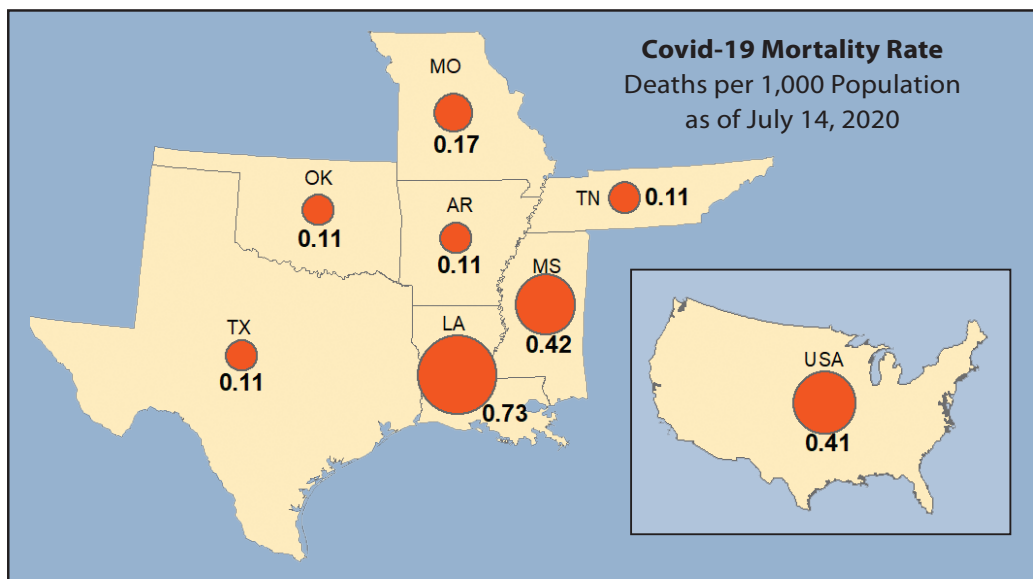 Covid-19 Mortality Rate
Deaths per 1,000 Population
as of July 14, 2020
MO
0.17
OK
0.11
AR
0.11
TN 0.11
MS
0.42
TX
0.11
LA
0.73
USA
0.41